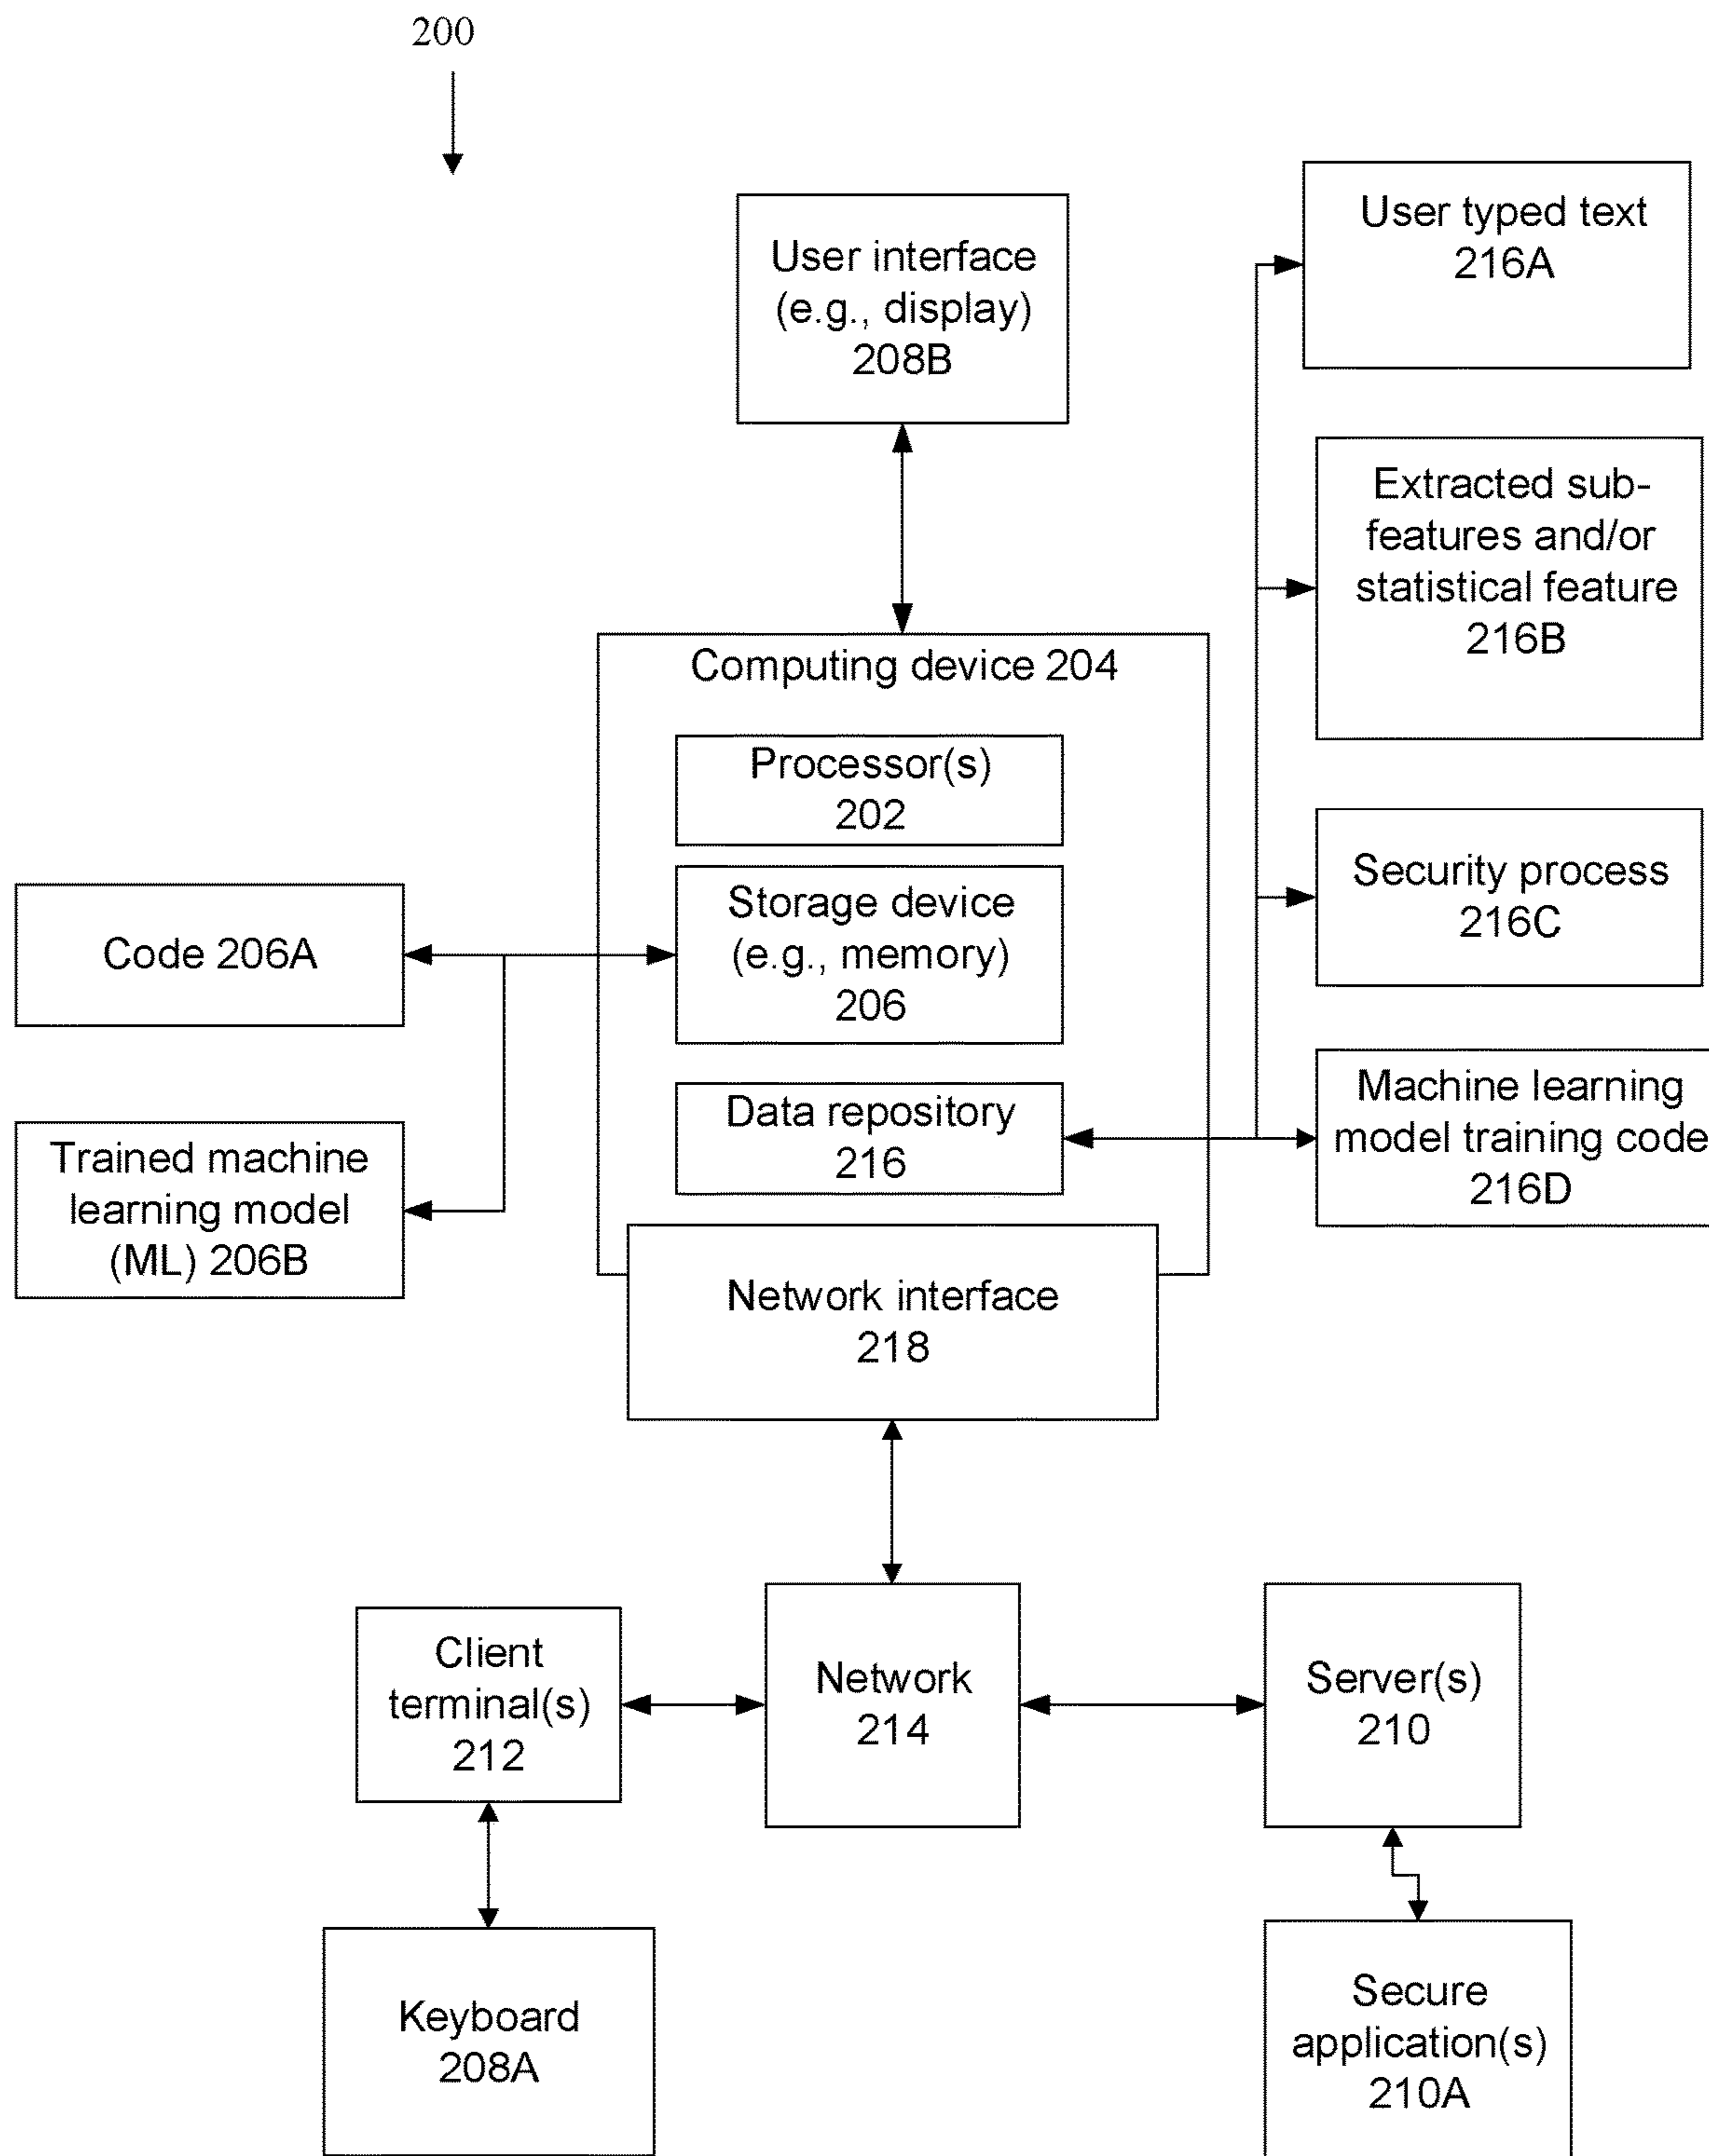 200
User interface
(e.g., display)
208B
User typed text
216A
Extracted sub-
features and/or
statistical feature
216B
Security process
216C
Machine learning
model training code
216D
Computing device 204
Processor(s)
202
Storage device
(e.g., memory)
206
Data repository
216
Code 206A
Trained machine
learning model
(ML) 206B
Network interface
218
Client
terminal(s)
212
Network
214
Server(s)
210
Keyboard
208A
Secure
application(s)
210A